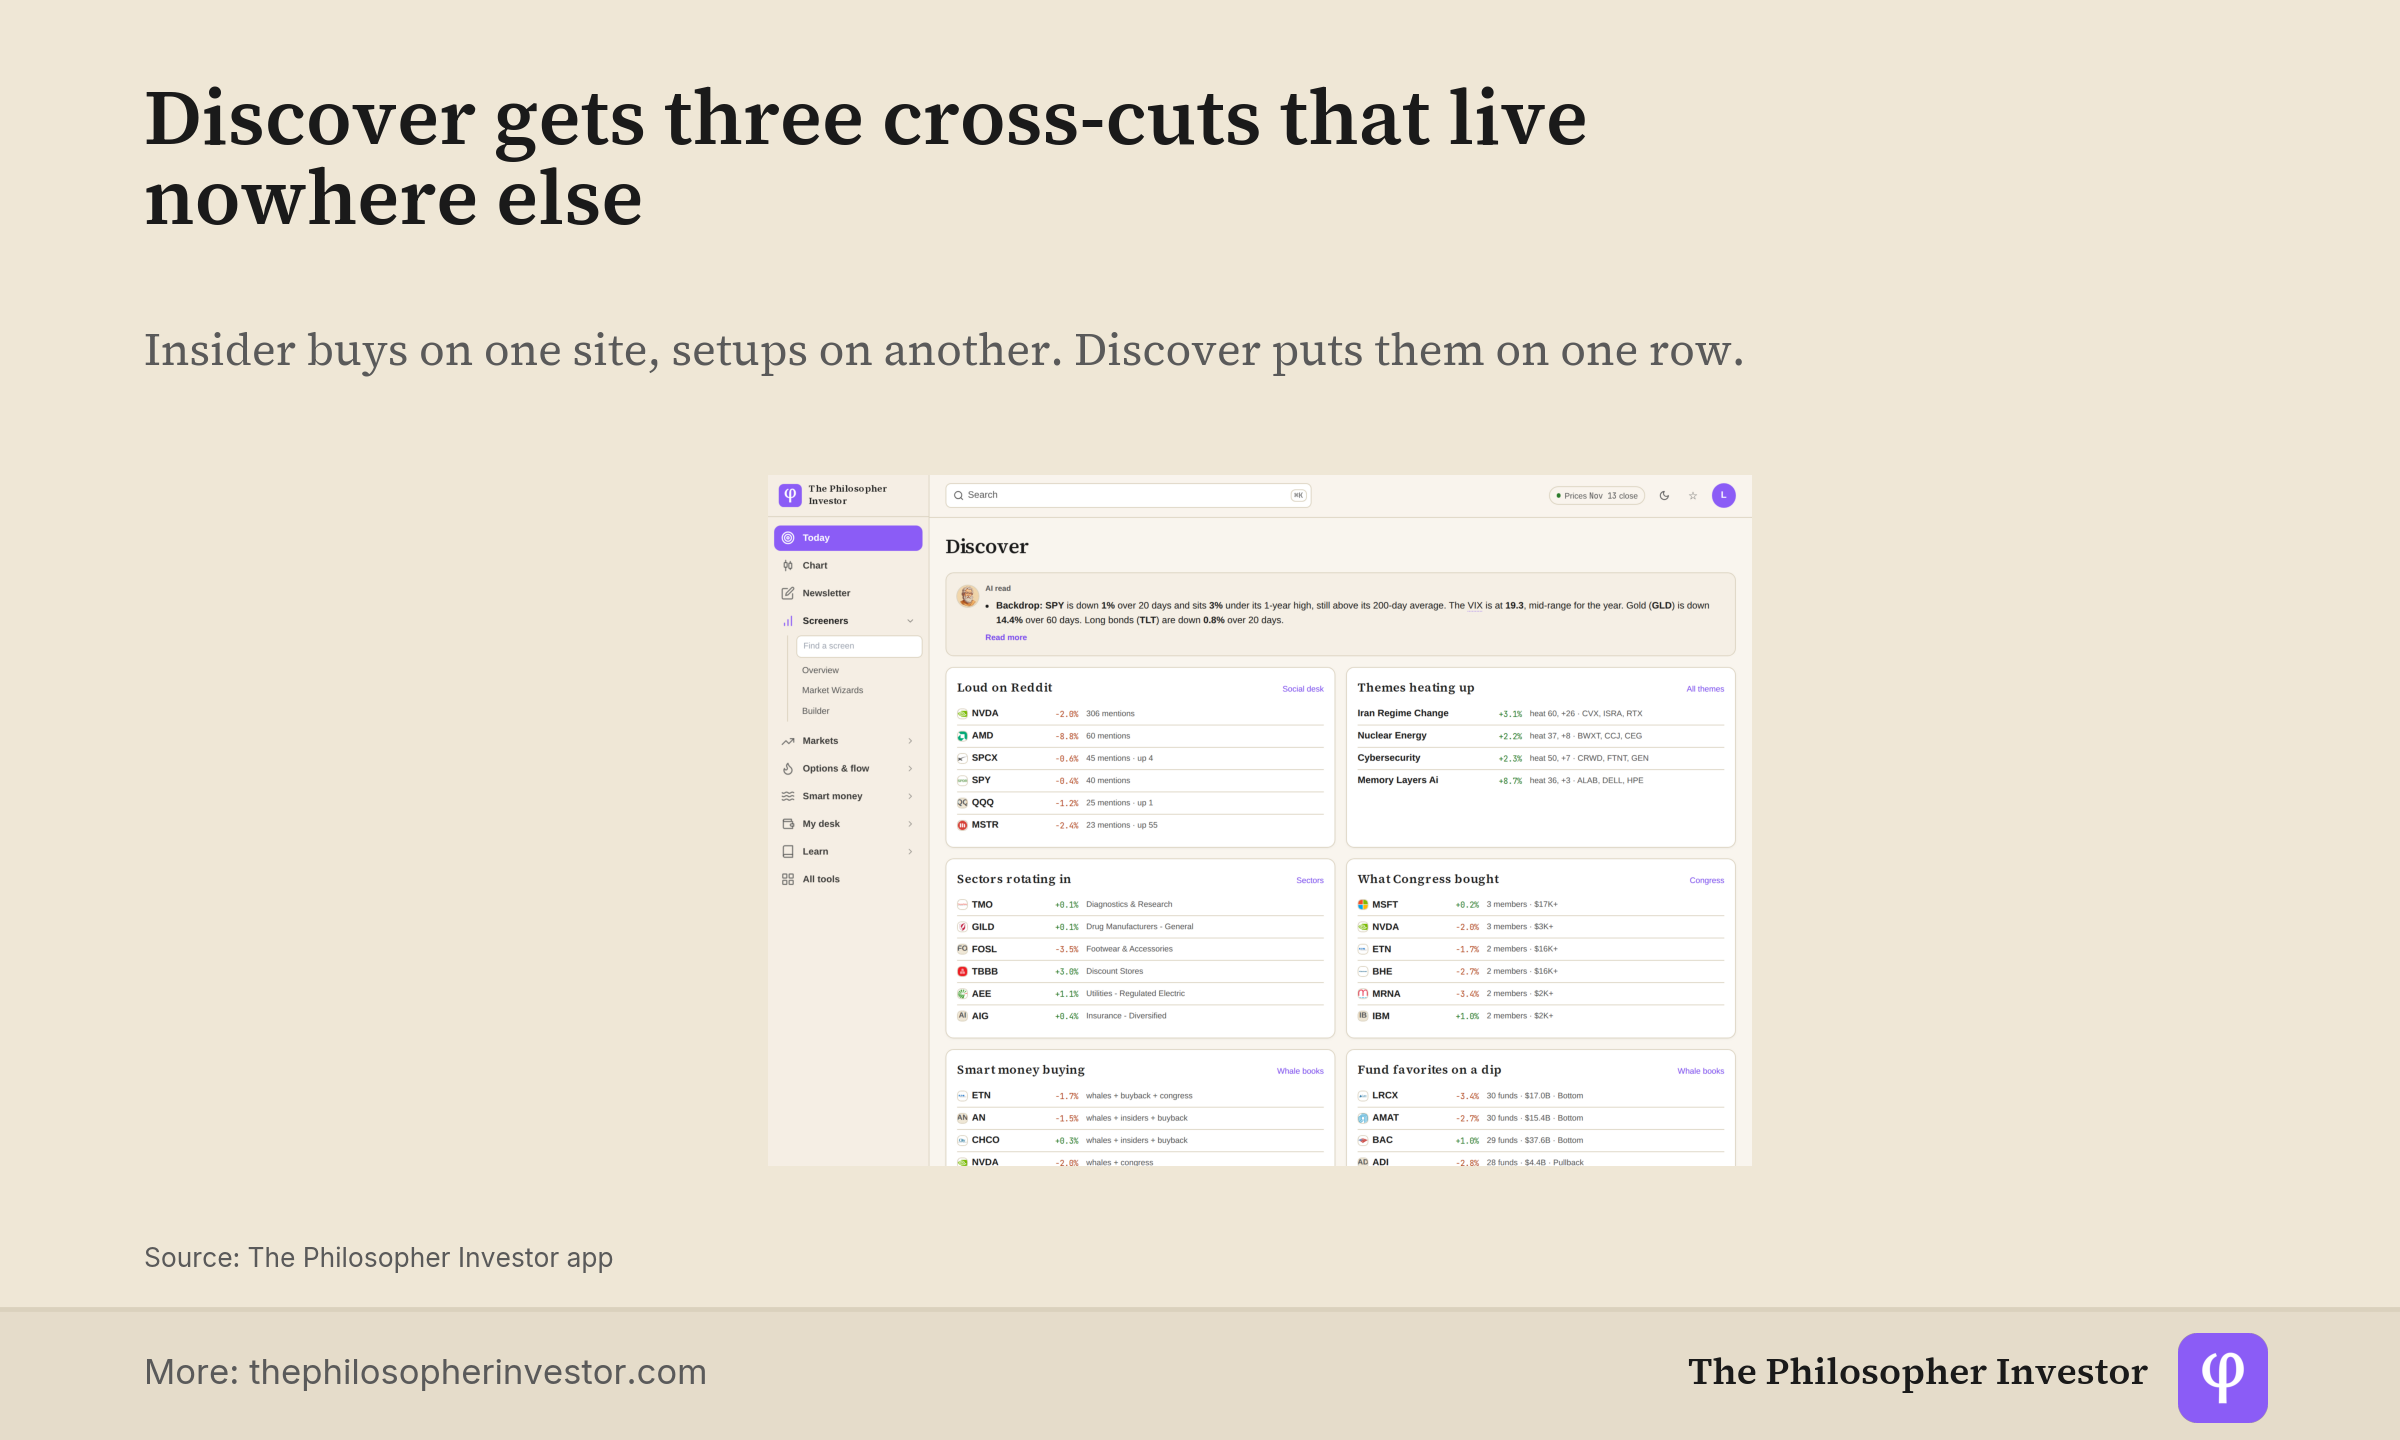 Discover gets three cross-cuts that live
nowhere else
Insider buys on one site, setups on another. Discover puts them on one row.
φ The Philosopher
Investor
Search ⌘K
Prices Nov 13 close
L
Today
Chart
Newsletter
Screeners
Find a screen
Overview
Market Wizards
Builder
Markets
Options & flow
Smart money
My desk
Learn
All tools
Discover
AI read
• Backdrop: SPY is down 1% over 20 days and sits 3% under its 1-year high, still above its 200-day average. The VIX is at 19.3, mid-range for the year. Gold (GLD) is down
14.4% over 60 days. Long bonds (TLT) are down 0.8% over 20 days.
Read more
Loud on Reddit Social desk
NVDA -2.0% 306 mentions
AMD -8.8% 60 mentions
SPCX -0.6% 45 mentions · up 4
SPY -0.4% 40 mentions
QQQ -1.2% 25 mentions · up 1
MSTR -2.4% 23 mentions · up 55
Themes heating up All themes
Iran Regime Change +3.1% heat 60, +26 · CVX, ISRA, RTX
Nuclear Energy +2.2% heat 37, +8 · BWXT, CCJ, CEG
Cybersecurity +2.3% heat 50, +7 · CRWD, FTNT, GEN
Memory Layers Ai +8.7% heat 36, +3 · ALAB, DELL, HPE
Sectors rotating in Sectors
TMO +0.1% Diagnostics & Research
GILD +0.1% Drug Manufacturers - General
FO FOSL -3.5% Footwear & Accessories
TBBB +3.0% Discount Stores
AEE +1.1% Utilities - Regulated Electric
AI AIG +0.4% Insurance - Diversified
What Congress bought Congress
MSFT +0.2% 3 members · $17K+
NVDA -2.0% 3 members · $3K+
ETN -1.7% 2 members · $16K+
BHE -2.7% 2 members · $16K+
MRNA -3.4% 2 members · $2K+
IB IBM +1.0% 2 members · $2K+
Smart money buying Whale books
ETN -1.7% whales + buyback + congress
AN AN -1.5% whales + insiders + buyback
CHCO +0.3% whales + insiders + buyback
NVDA -2.0% whales + congress
Fund favorites on a dip Whale books
LRCX -3.4% 30 funds · $17.0B · Bottom
AMAT -2.7% 30 funds · $15.4B · Bottom
BAC +1.0% 29 funds · $37.6B · Bottom
AD ADI -2.8% 28 funds · $4.4B · Pullback
Source: The Philosopher Investor app
More: thephilosopherinvestor.com
The Philosopher Investor φ